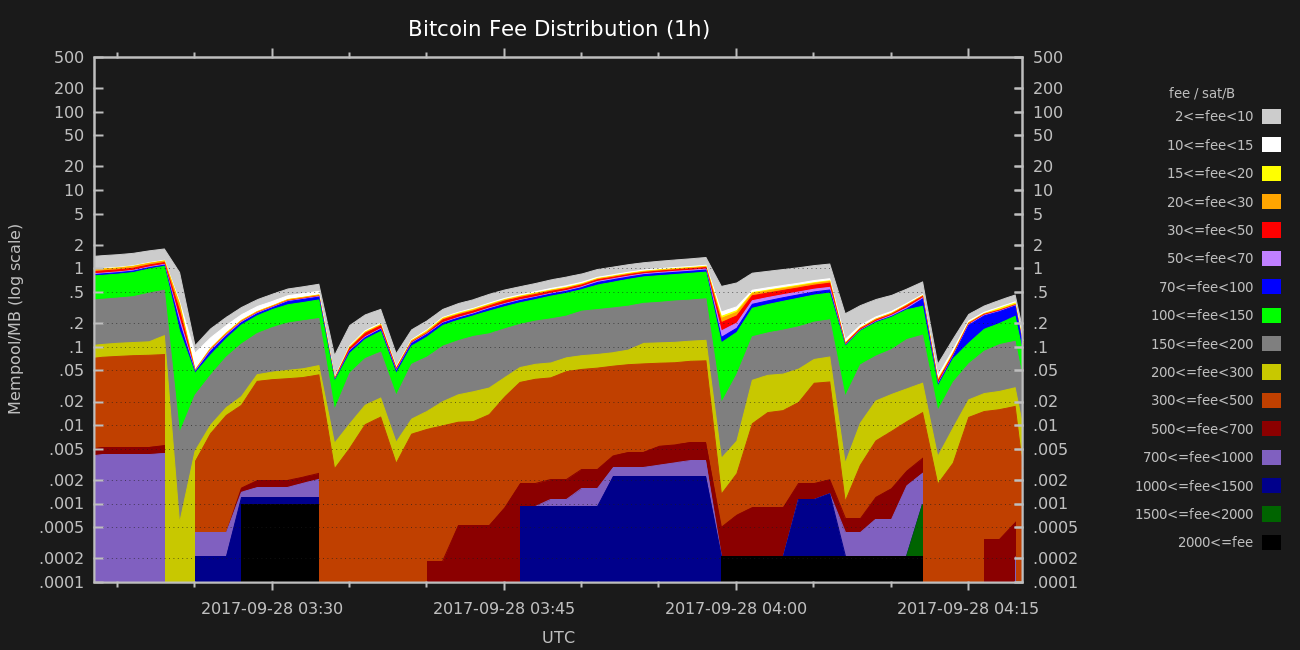 Bitcoin Fee Distribution (1h)
500 500
200 200
100 100
50 50
20 20
10 10
5 5
2 2
1 1
.5 .5
.2 .2
.1 .1
.05 .05
.02 .02
.01 .01
.005 .005
.002 .002
.001 .001
.0005 .0005
.0002 .0002
.0001 .0001
Mempool/MB (log scale)
2017-09-28 03:30 2017-09-28 03:45 2017-09-28 04:00 2017-09-28 04:15
UTC
fee / sat/B
2<=fee<10
10<=fee<15
15<=fee<20
20<=fee<30
30<=fee<50
50<=fee<70
70<=fee<100
100<=fee<150
150<=fee<200
200<=fee<300
300<=fee<500
500<=fee<700
700<=fee<1000
1000<=fee<1500
1500<=fee<2000
2000<=fee